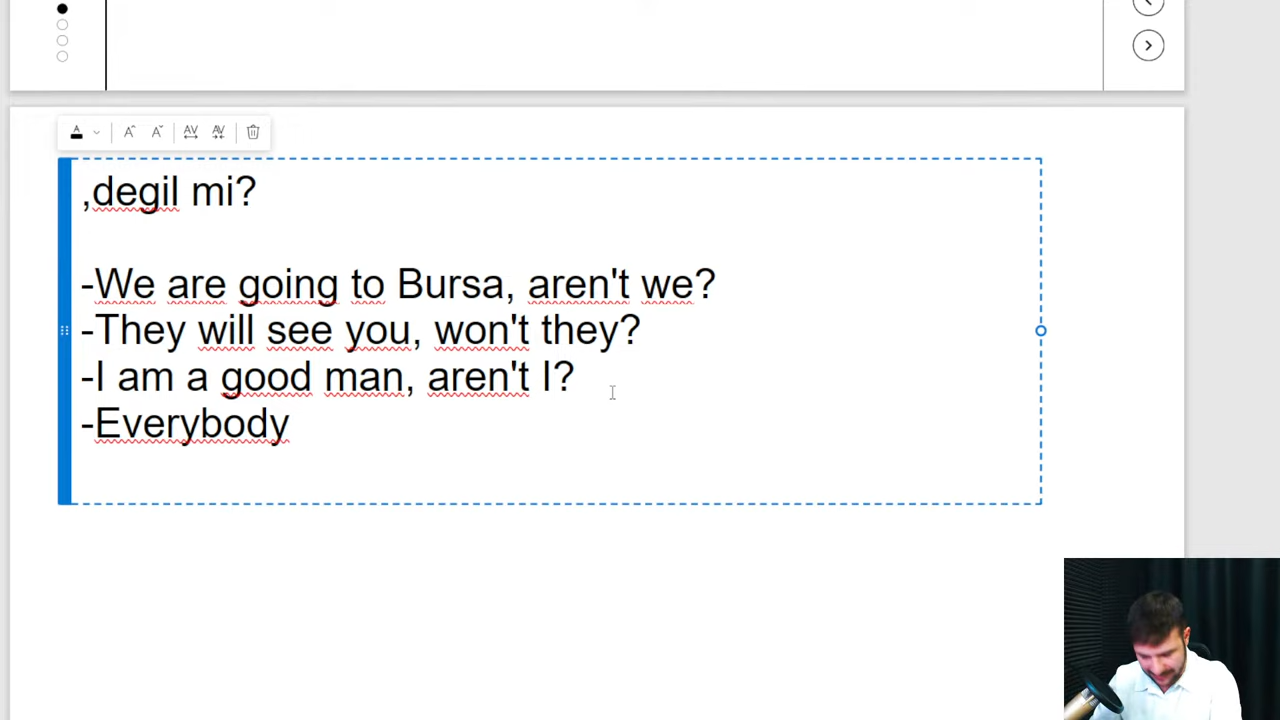 ,degil mi?
-We are going to Bursa, aren't we?
-They will see you, won't they?
-I am a good man, aren't I?
-Everybody